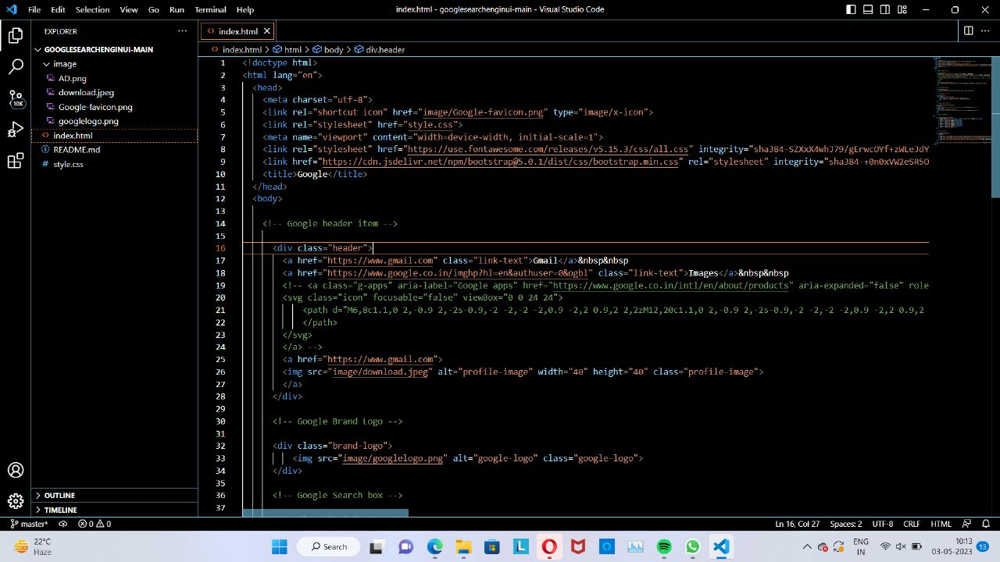 File Edit Selection View Go Run Terminal Help
index.html - googlesearchenginui-main - Visual Studio Code
EXPLORER
GOOGLESEARCHENGINUI-MAIN
image
AD.png
download.jpeg
Google-favicon.png
googlelogo.png
index.html
README.md
style.css
OUTLINE
TIMELINE
10K
index.html
index.html > html > body > div.header
1 <!doctype html>
2 <html lang="en">
3 <head>
4 <meta charset="utf-8">
5 <link rel="shortcut icon" href="image/Google-favicon.png" type="image/x-icon">
6 <link rel="stylesheet" href="style.css">
7 <meta name="viewport" content="width=device-width, initial-scale=1">
8 <link rel="stylesheet" href="https://use.fontawesome.com/releases/v5.15.3/css/all.css" integrity="sha384-SZXxX4whJ79/gErwcOYf+zWLeJdY
9 <link href="https://cdn.jsdelivr.net/npm/bootstrap@5.0.1/dist/css/bootstrap.min.css" rel="stylesheet" integrity="sha384-+0n0xVW2eSR5O
10 <title>Google</title>
11 </head>
12 <body>
13
14 <!-- Google header item -->
15
16 <div class="header">
17 <a href="https://www.gmail.com" class="link-text">Gmail</a>&nbsp&nbsp
18 <a href="https://www.google.co.in/imghp?hl=en&authuser=0&ogbl" class="link-text">Images</a>&nbsp&nbsp
19 <!-- <a class="g-apps" aria-label="Google apps" href="https://www.google.co.in/intl/en/about/products" aria-expanded="false" role
20 <svg class="icon" focusable="false" viewBox="0 0 24 24">
21 <path d="M6,8c1.1,0 2,-0.9 2,-2s-0.9,-2 -2,-2 -2,0.9 -2,2 0.9,2 2,2zM12,20c1.1,0 2,-0.9 2,-2s-0.9,-2 -2,-2 -2,0.9 -2,2 0.9,2
22 </path>
23 </svg>
24 </a> -->
25 <a href="https://www.gmail.com">
26 <img src="image/download.jpeg" alt="profile-image" width="40" height="40" class="profile-image">
27 </a>
28 </div>
29
30 <!-- Google Brand Logo -->
31
32 <div class="brand-logo">
33 <img src="image/googlelogo.png" alt="google-logo" class="google-logo">
34 </div>
35
36 <!-- Google Search box -->
37
master* 0 0
Ln 16, Col 27 Spaces: 2 UTF-8 CRLF HTML
22°C
Haze
Search
ENG
IN
10:13
03-05-2023
13